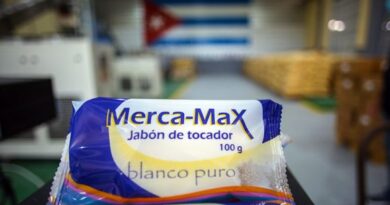 Merca-MaX
Jabón de tocador
100 g
blanco puro